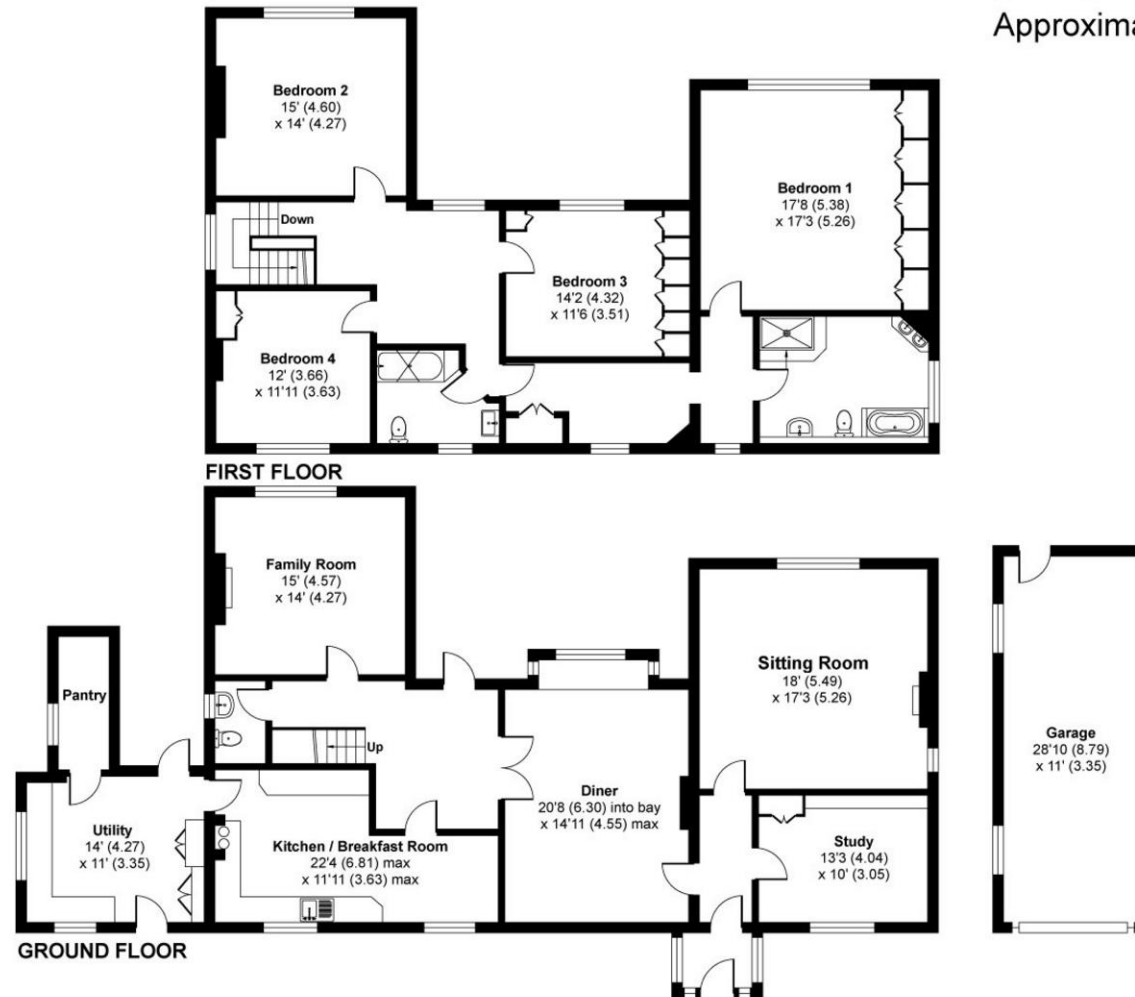 Approxima
Bedroom 2
15' (4.60)
x 14' (4.27)
Bedroom 1
17'8 (5.38)
x 17'3 (5.26)
Down
Bedroom 3
14'2 (4.32)
x 11'6 (3.51)
Bedroom 4
12' (3.66)
x 11'11 (3.63)
FIRST FLOOR
Family Room
15' (4.57)
x 14' (4.27)
Sitting Room
18' (5.49)
x 17'3 (5.26)
Pantry
Up
Garage
28'10 (8.79)
x 11' (3.35)
Diner
20'8 (6.30) into bay
x 14'11 (4.55) max
Utility
14' (4.27)
x 11' (3.35)
Kitchen / Breakfast Room
22'4 (6.81) max
x 11'11 (3.63) max
Study
13'3 (4.04)
x 10' (3.05)
GROUND FLOOR